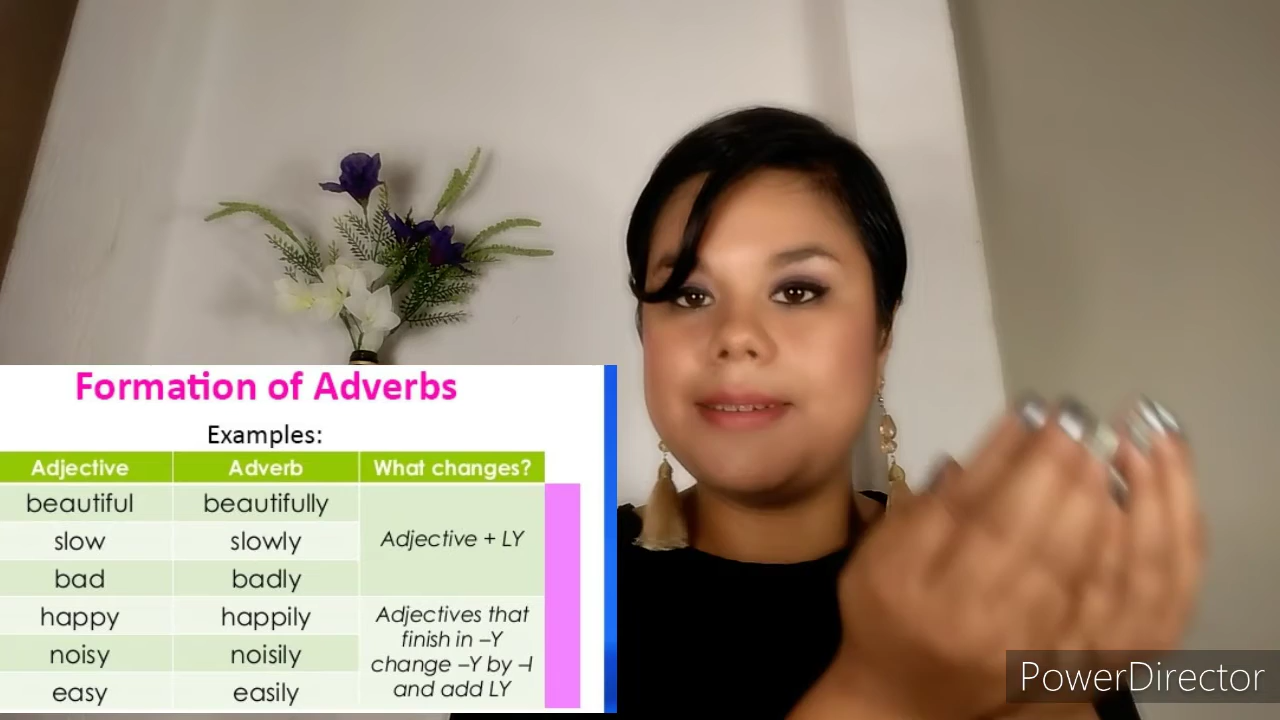 Formation of Adverbs
Examples:
Adjective Adverb What changes?
beautiful beautifully
slow slowly
bad badly
Adjective + LY
happy happily
noisy noisily
easy easily
Adjectives that
finish in –Y
change –Y by –I
and add LY
PowerDirector